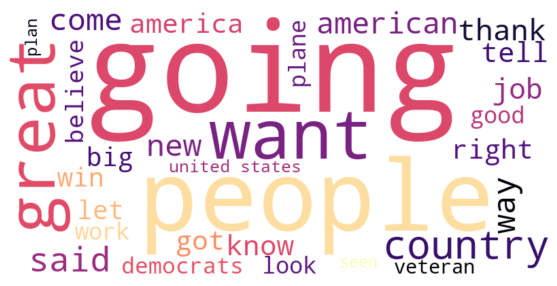 plan
come
america
american
thank
going
plane
believe
tell
great
job
good
want
new
big
right
united states
win
people
let
way
work
got
know
country
said
democrats
look
seen
veteran